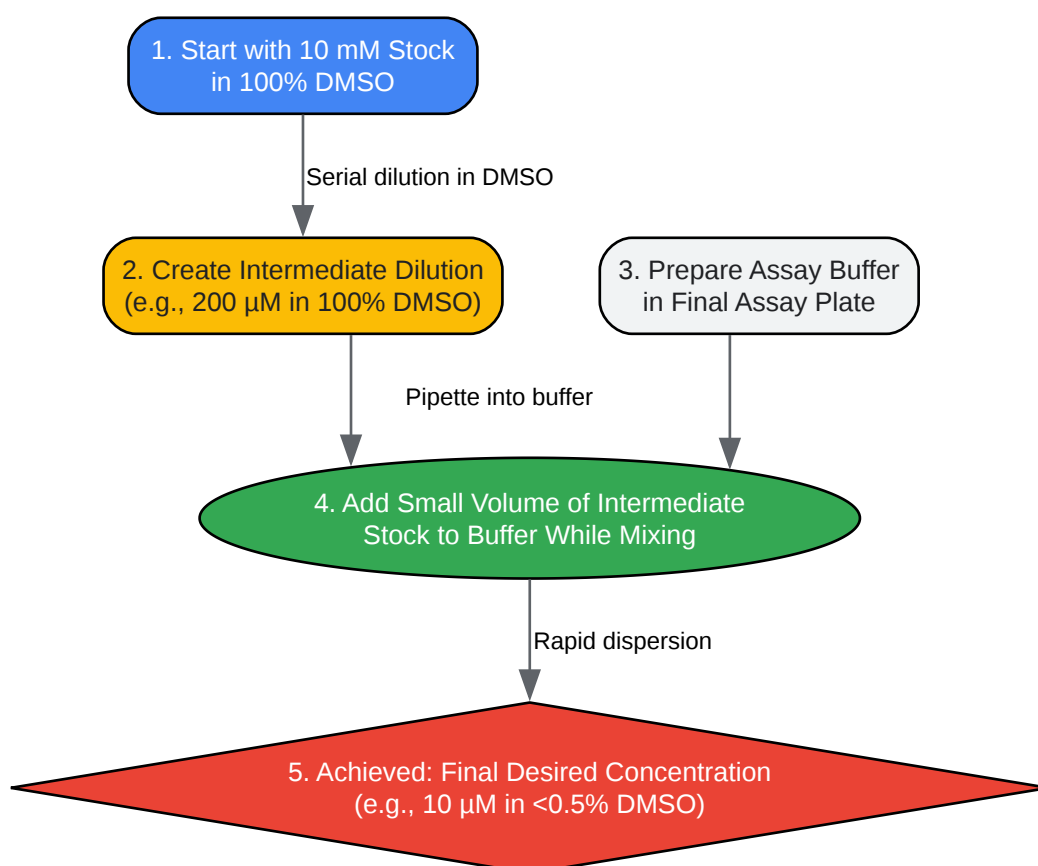 1. Start with 10 mM Stock
in 100% DMSO
Serial dilution in DMSO
2. Create Intermediate Dilution
(e.g., 200 µM in 100% DMSO)
3. Prepare Assay Buffer
in Final Assay Plate
Pipette into buffer
4. Add Small Volume of Intermediate
Stock to Buffer While Mixing
Rapid dispersion
5. Achieved: Final Desired Concentration
(e.g., 10 µM in <0.5% DMSO)